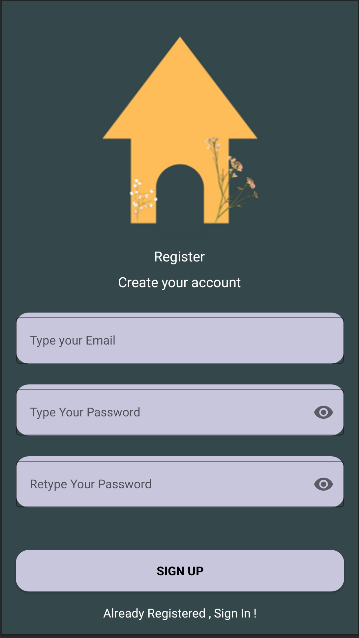 Register
Create your account
Type your Email
Type Your Password
Retype Your Password
SIGN UP
Already Registered , Sign In !